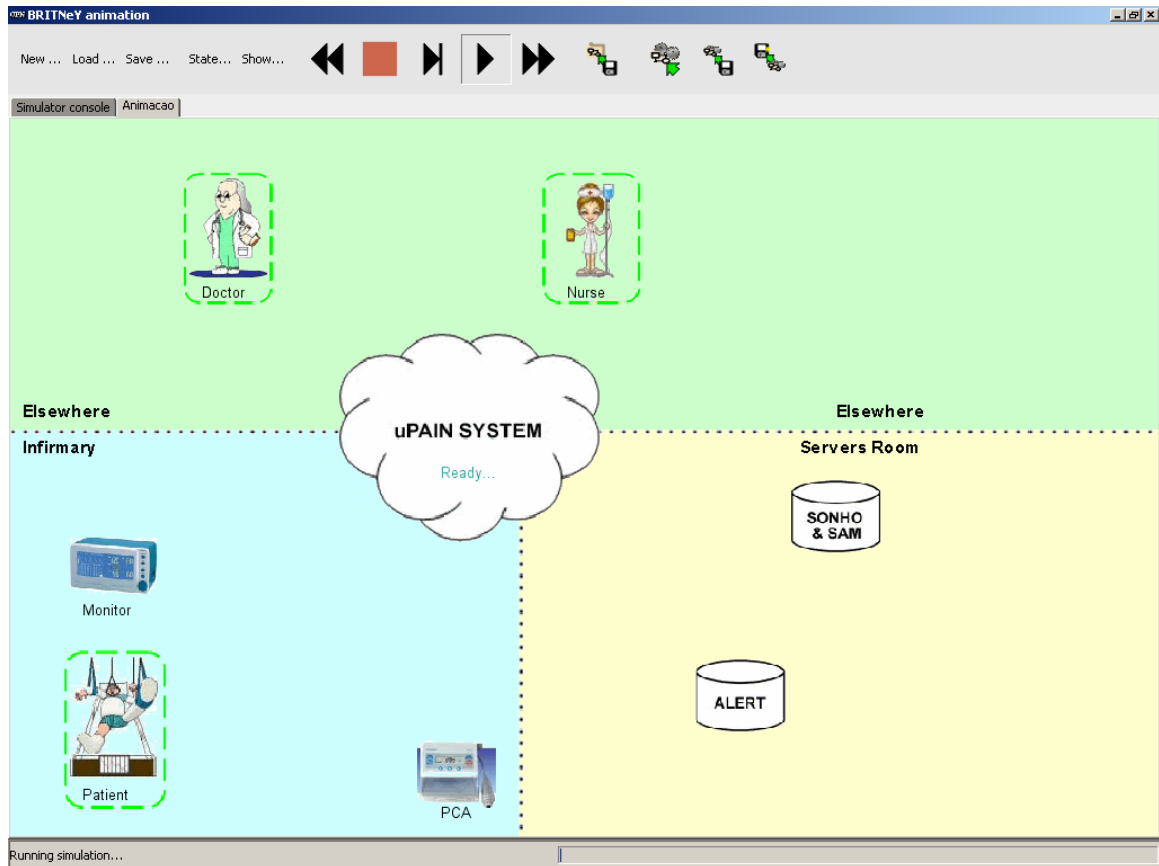 BRITNeY animation
New ... Load ... Save ... State... Show...
Simulator console Animacao
Doctor
Nurse
Elsewhere
Elsewhere
Infirmary
uPAIN SYSTEM
Ready...
Servers Room
SONHO
& SAM
Monitor
ALERT
Patient
PCA
Running simulation...